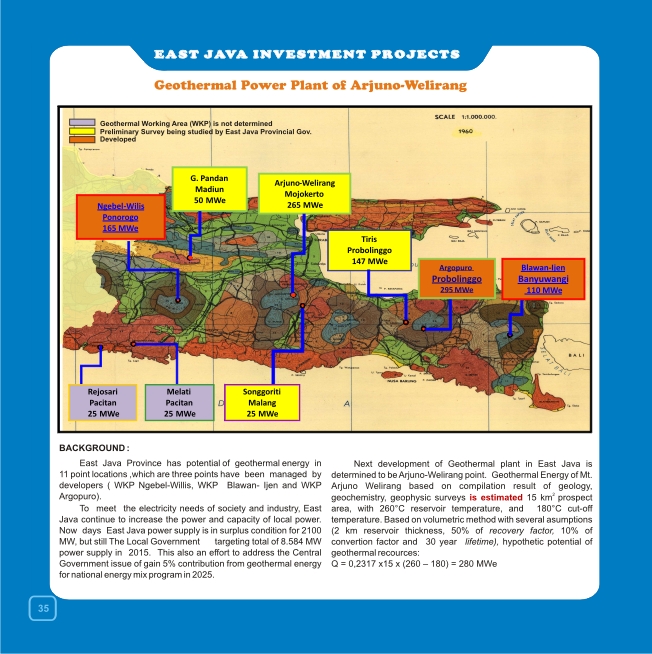 EAST JAVA INVESTMENT PROJECTS
Geothermal Power Plant of Arjuno-Welirang
Geothermal Working Area (WKP) is not determined
Preliminary Survey being studied by East Java Provincial Gov.
Developed
SCALE 1:1.000.000.
1960
G. Pandan
Madiun
50 MWe
Arjuno-Welirang
Mojokerto
265 MWe
Ngebel-Wilis
Ponorogo
165 MWe
Tiris
Probolinggo
147 MWe
Argopuro
Probolinggo
295 MWe
Blawan-Ijen
Banyuwangi
110 MWe
BALI
NUSA BARUNG
Rejosari
Pacitan
25 MWe
Melati
Pacitan
25 MWe
Songgoriti
Malang
25 MWe
D
A
BACKGROUND :
East Java Province has potential of geothermal energy in
11 point locations ,which are three points have been managed by
developers ( WKP Ngebel-Willis, WKP Blawan- Ijen and WKP
Argopuro).
To meet the electricity needs of society and industry, East
Java continue to increase the power and capacity of local power.
Now days East Java power supply is in surplus condition for 2100
MW, but still The Local Government targeting total of 8.584 MW
power supply in 2015. This also an effort to address the Central
Government issue of gain 5% contribution from geothermal energy
for national energy mix program in 2025.
Next development of Geothermal plant in East Java is
determined to be Arjuno-Welirang point. Geothermal Energy of Mt.
Arjuno Welirang based on compilation result of geology,
geochemistry, geophysic surveys is estimated 15 km² prospect
area, with 260°C reservoir temperature, and 180°C cut-off
temperature. Based on volumetric method with several asumptions
(2 km reservoir thickness, 50% of recovery factor, 10% of
convertion factor and 30 year lifetime), hypothetic potential of
geothermal recources:
Q = 0,2317 x15 x (260 – 180) = 280 MWe
35